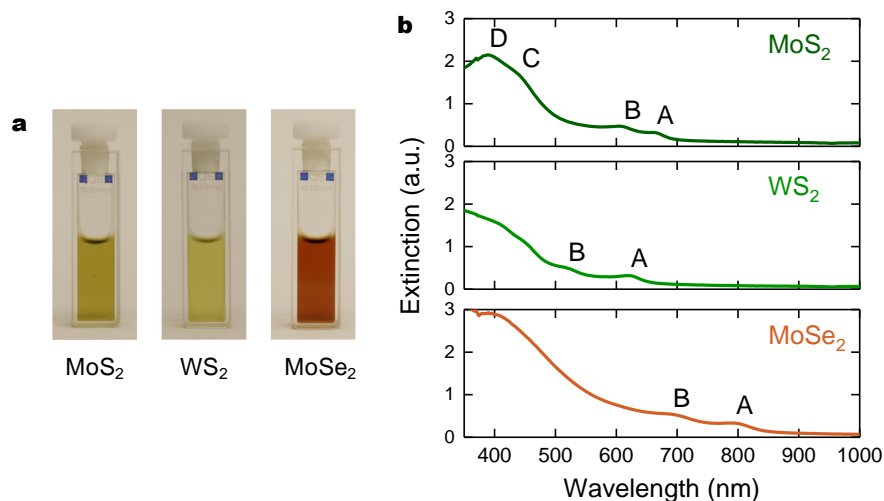 a
MoS₂
WS₂
MoSe₂
b
Extinction (a.u.)
3
2
1
0
D
C
B
A
MoS₂
3
2
1
0
B
A
WS₂
3
2
1
0
B
A
MoSe₂
400 500 600 700 800 900 1000
Wavelength (nm)